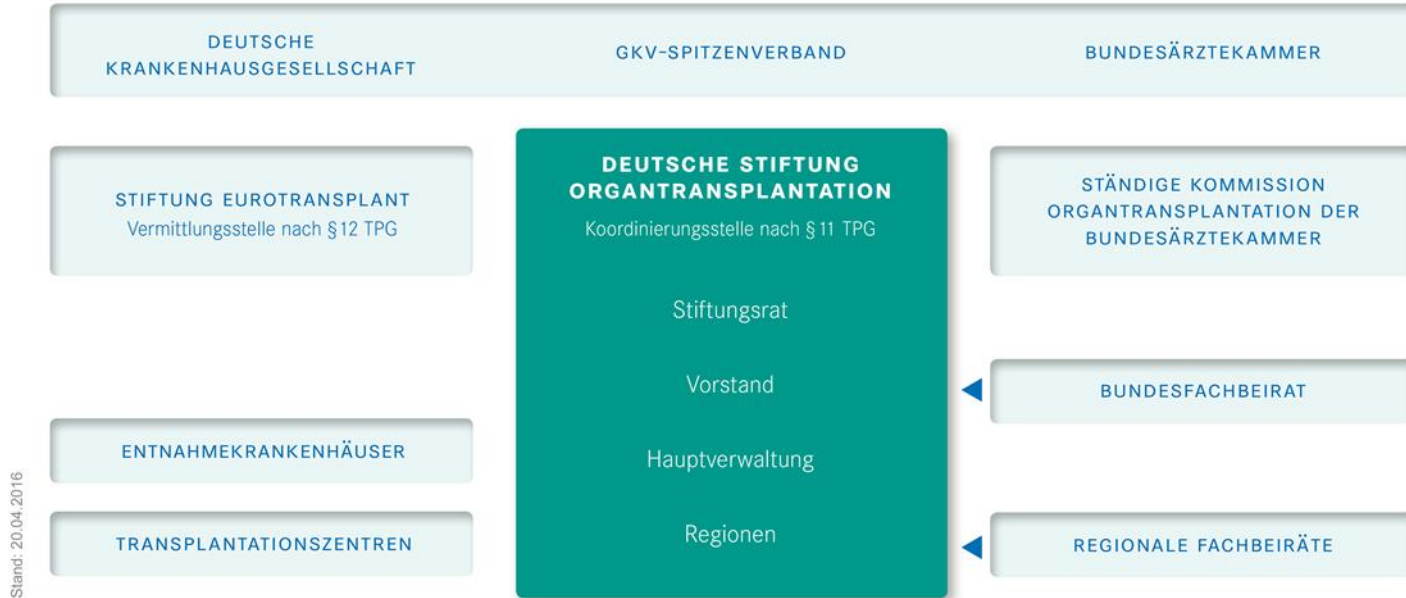 DEUTSCHE
KRANKENHAUSGESELLSCHAFT
GKV-SPITZENVERBAND
BUNDESÄRZTEKAMMER
STIFTUNG EUROTRANSPLANT
Vermittlungsstelle nach §12 TPG
DEUTSCHE STIFTUNG
ORGANTRANSPLANTATION
Koordinierungsstelle nach §11 TPG
STÄNDIGE KOMMISSION
ORGANTRANSPLANTATION DER
BUNDESÄRZTEKAMMER
Stiftungsrat
Vorstand
BUNDESFACHBEIRAT
ENTNAHMEKRANKENHÄUSER
Hauptverwaltung
TRANSPLANTATIONSZENTREN
Regionen
REGIONALE FACHBEIRÄTE
Stand: 20.04.2016